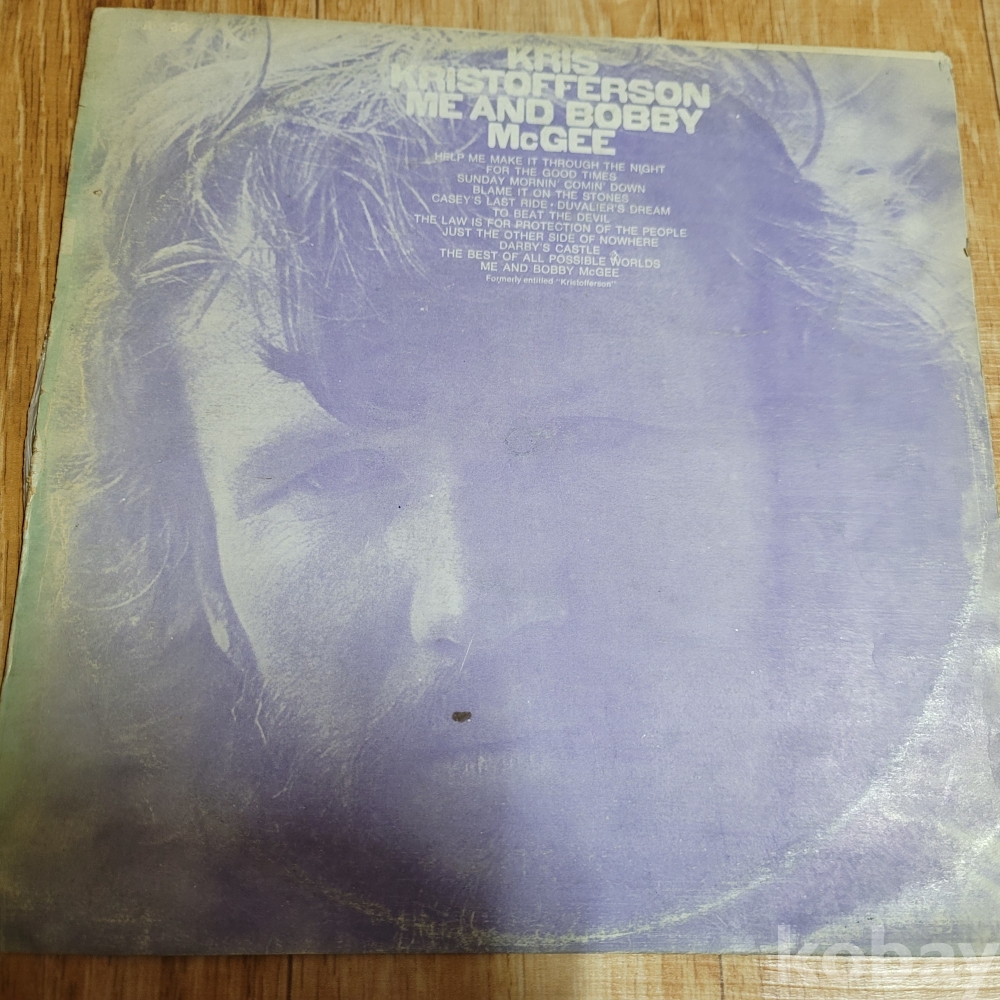 KRIS
KRISTOFFERSON
ME AND BOBBY
McGEE
HELP ME MAKE IT THROUGH THE NIGHT
FOR THE GOOD TIMES
SUNDAY MORNIN' COMIN' DOWN
BLAME IT ON THE STONES
CASEY'S LAST RIDE • DUVALIER'S DREAM
TO BEAT THE DEVIL
THE LAW IS FOR PROTECTION OF THE PEOPLE
JUST THE OTHER SIDE OF NOWHERE
DARBY'S CASTLE
THE BEST OF ALL POSSIBLE WORLDS
ME AND BOBBY McGEE
Formerly entitled "Kristofferson"
kobay